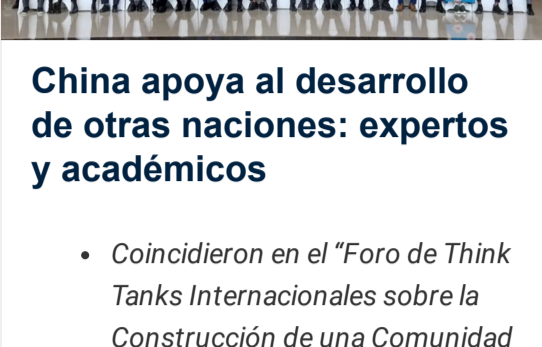 China apoya al desarrollo
de otras naciones: expertos
y académicos
• Coincidieron en el “Foro de Think
Tanks Internacionales sobre la
Construcción de una Comunidad